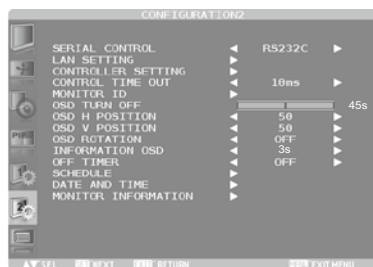 CONFIGURATION2
SERIAL CONTROL RS232C
LAN SETTING
CONTROLLER SETTING
CONTROL TIME OUT 10ms
MONITOR ID
OSD TURN OFF 45s
OSD H POSITION 50
OSD V POSITION 50
OSD ROTATION OFF
INFORMATION OSD 3s
OFF TIMER OFF
SCHEDULE
DATE AND TIME
MONITOR INFORMATION
PIP
1
2
SEL NEXT RETURN EXIT MENU